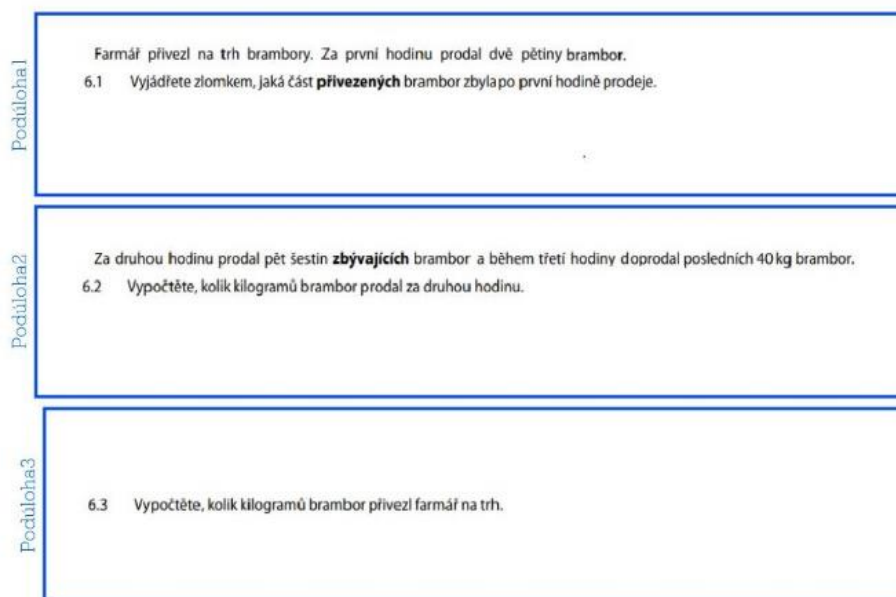 Podúloha1
Farmář přivezl na trh brambory. Za první hodinu prodal dvě pětiny brambor.
6.1 Vyjádřete zlomkem, jaká část přivezených brambor zbyla po první hodině prodeje.
Podúloha2
Za druhou hodinu prodal pět šestin zbývajících brambor a během třetí hodiny doprodal posledních 40 kg brambor.
6.2 Vypočtěte, kolik kilogramů brambor prodal za druhou hodinu.
Podúloha3
6.3 Vypočtěte, kolik kilogramů brambor přivezl farmář na trh.